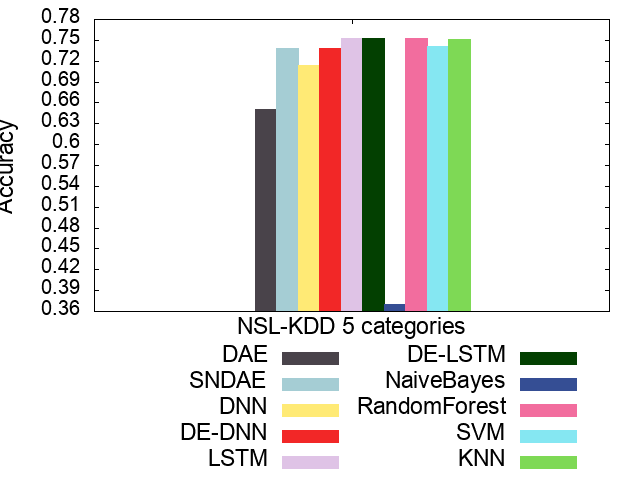 0.78
0.75
0.72
0.69
0.66
0.63
0.6
0.57
0.54
0.51
0.48
0.45
0.42
0.39
0.36
Accuracy
NSL-KDD 5 categories
DAE
SNDAE
DNN
DE-DNN
LSTM
DE-LSTM
NaiveBayes
RandomForest
SVM
KNN